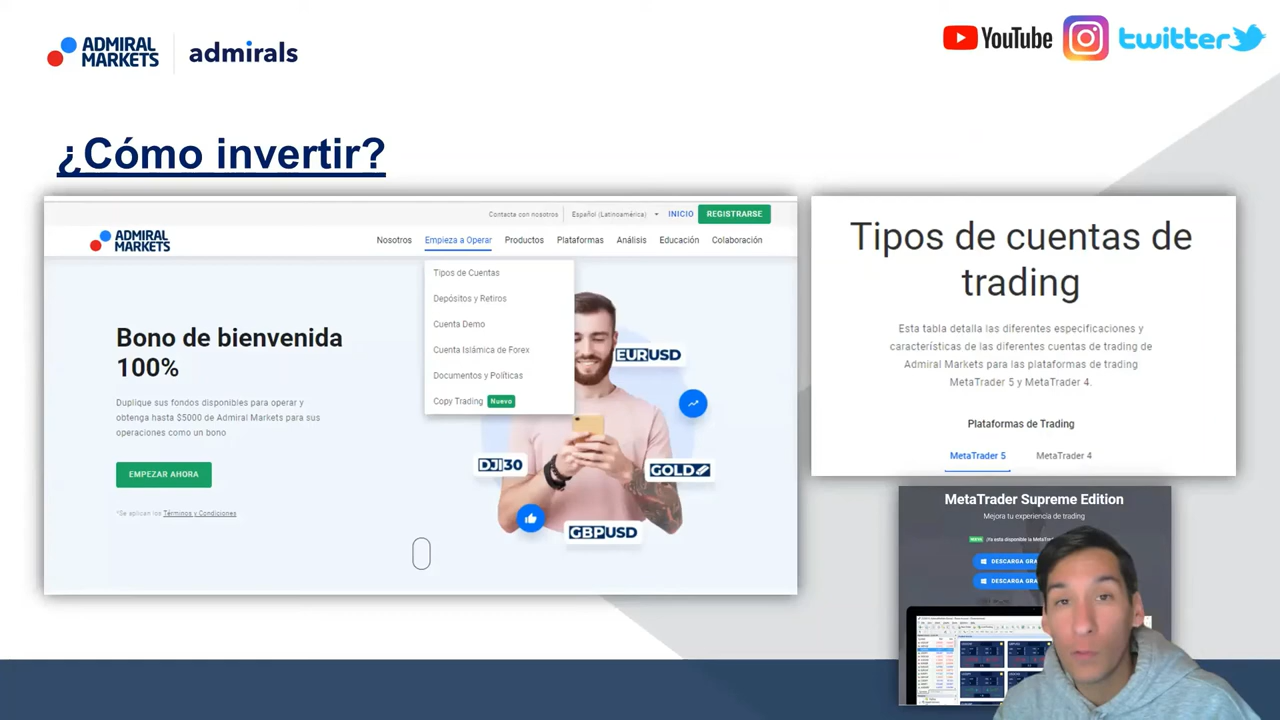 ADMIRAL
MARKETS
admirals
YouTube
twitter
¿Cómo invertir?
Contacta con nosotros
Español (Latinoamérica)
INICIO
REGISTRARSE
ADMIRAL
MARKETS
Nosotros
Empieza a Operar
Productos
Plataformas
Análisis
Educación
Colaboración
Tipos de Cuentas
Depósitos y Retiros
Cuenta Demo
Cuenta Islámica de Forex
Documentos y Políticas
Copy Trading Nuevo
Bono de bienvenida
100%
Duplique sus fondos disponibles para operar y
obtenga hasta $5000 de Admiral Markets para sus
operaciones como un bono
EMPEZAR AHORA
*Se aplican los Términos y Condiciones
EURUSD
DJI30
GOLD
GBPUSD
Tipos de cuentas de
trading
Esta tabla detalla las diferentes especificaciones y
características de las diferentes cuentas de trading de
Admiral Markets para las plataformas de trading
MetaTrader 5 y MetaTrader 4.
Plataformas de Trading
MetaTrader 5
MetaTrader 4
MetaTrader Supreme Edition
Mejora tu experiencia de trading
¡Ya está disponible la
DESCARGA
DESCARGA